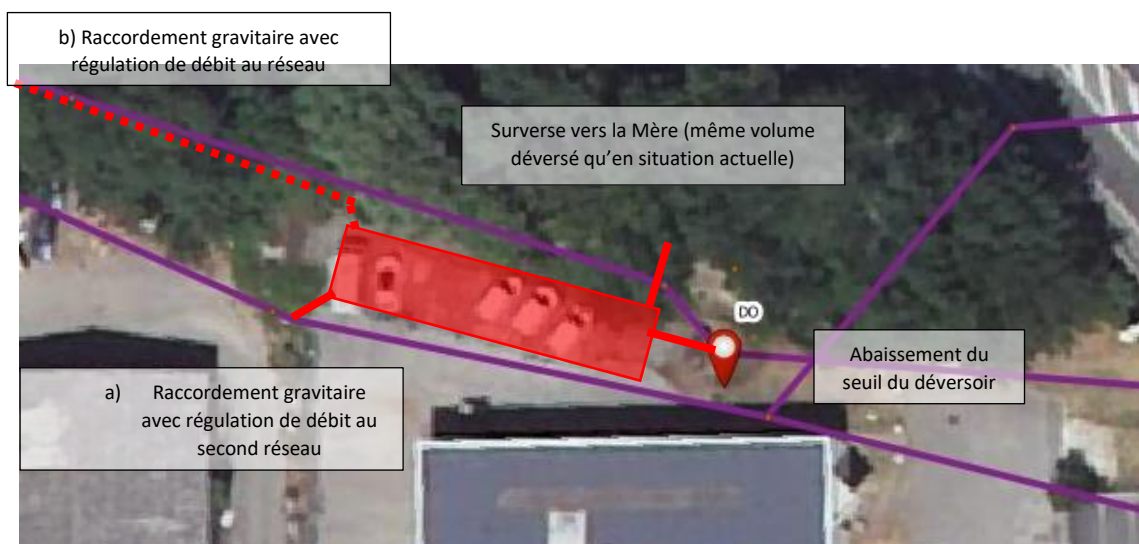 b) Raccordement gravitaire avec
régulation de débit au réseau
Surverse vers la Mère (même volume
déversé qu’en situation actuelle)
DO
Abaissement du
seuil du déversoir
a) Raccordement gravitaire
avec régulation de débit au
second réseau